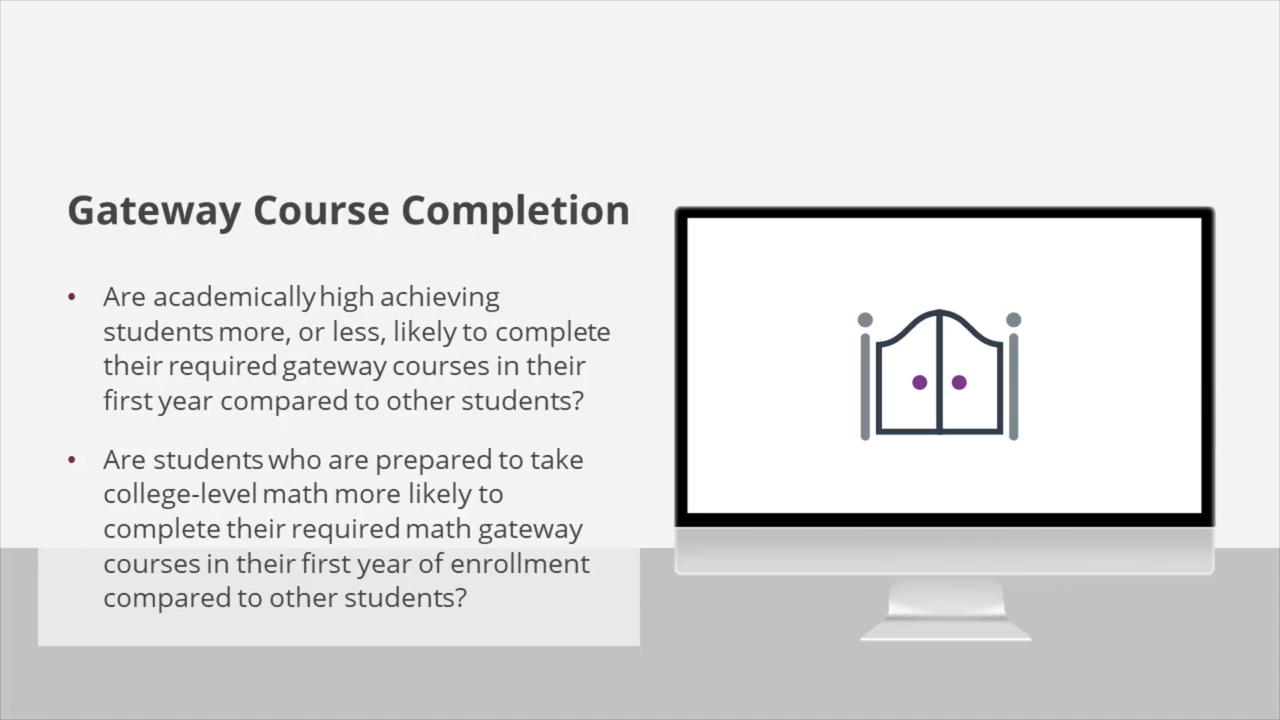 Gateway Course Completion
• Are academically high achieving
students more, or less, likely to complete
their required gateway courses in their
first year compared to other students?
• Are students who are prepared to take
college-level math more likely to
complete their required math gateway
courses in their first year of enrollment
compared to other students?